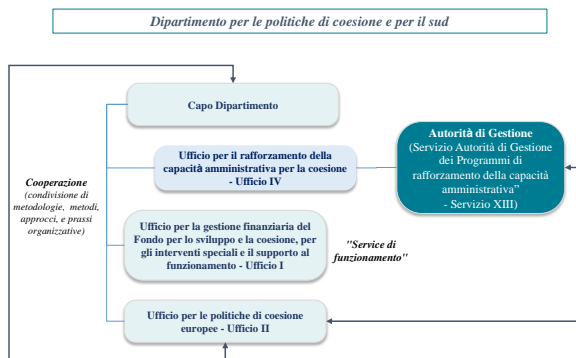 Dipartimento per le politiche di coesione e per il sud
Capo Dipartimento
Autorità di Gestione
(Servizio Autorità di Gestione
dei Programmi di
rafforzamento della capacità
amministrativa”
- Servizio XIII)
Ufficio per il rafforzamento della
capacità amministrativa per la coesione
- Ufficio IV
Cooperazione
(condivisione di
metodologie, metodi,
approcci, e prassi
organizzative)
Ufficio per la gestione finanziaria del
Fondo per lo sviluppo e la coesione, per
gli interventi speciali e il supporto al
funzionamento - Ufficio I
"Service di
funzionamento"
Ufficio per le politiche di coesione
europee - Ufficio II